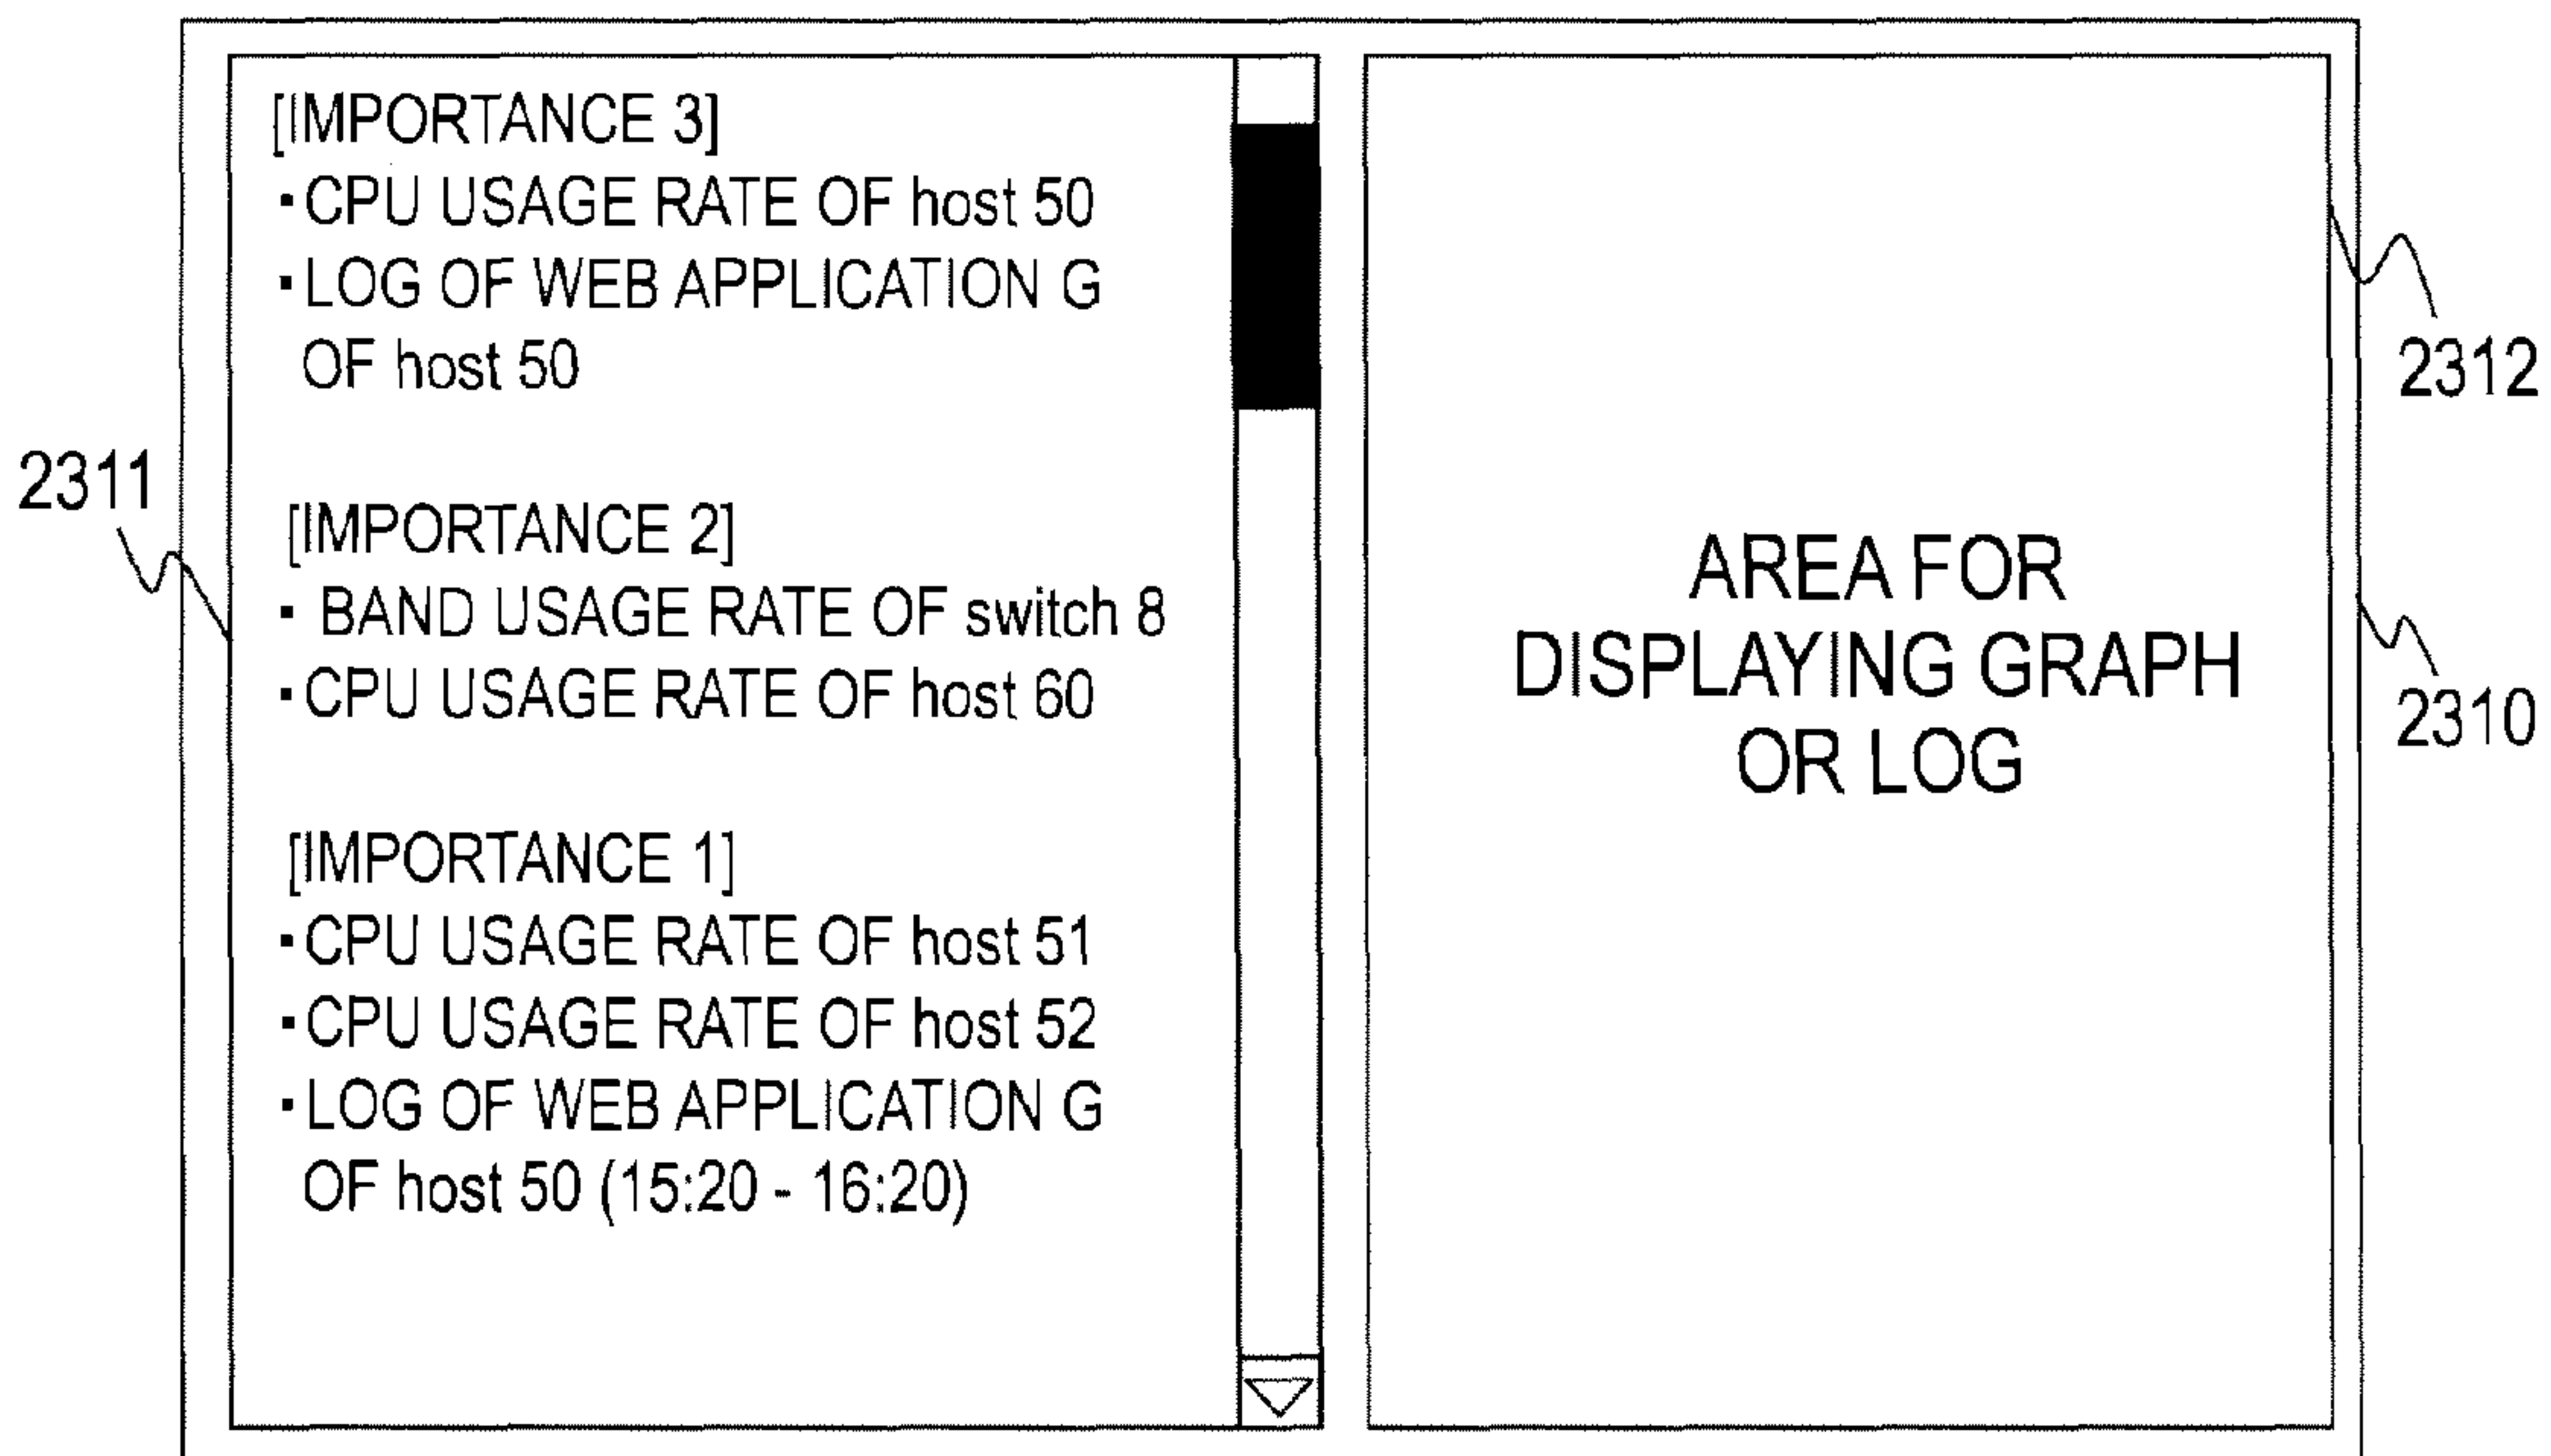 [IMPORTANCE 3]
・CPU USAGE RATE OF host 50
・LOG OF WEB APPLICATION G
OF host 50
[IMPORTANCE 2]
・ BAND USAGE RATE OF switch 8
・CPU USAGE RATE OF host 60
[IMPORTANCE 1]
・CPU USAGE RATE OF host 51
・CPU USAGE RATE OF host 52
・LOG OF WEB APPLICATION G
OF host 50 (15:20 - 16:20)
AREA FOR
DISPLAYING GRAPH
OR LOG
2311
2312
2310